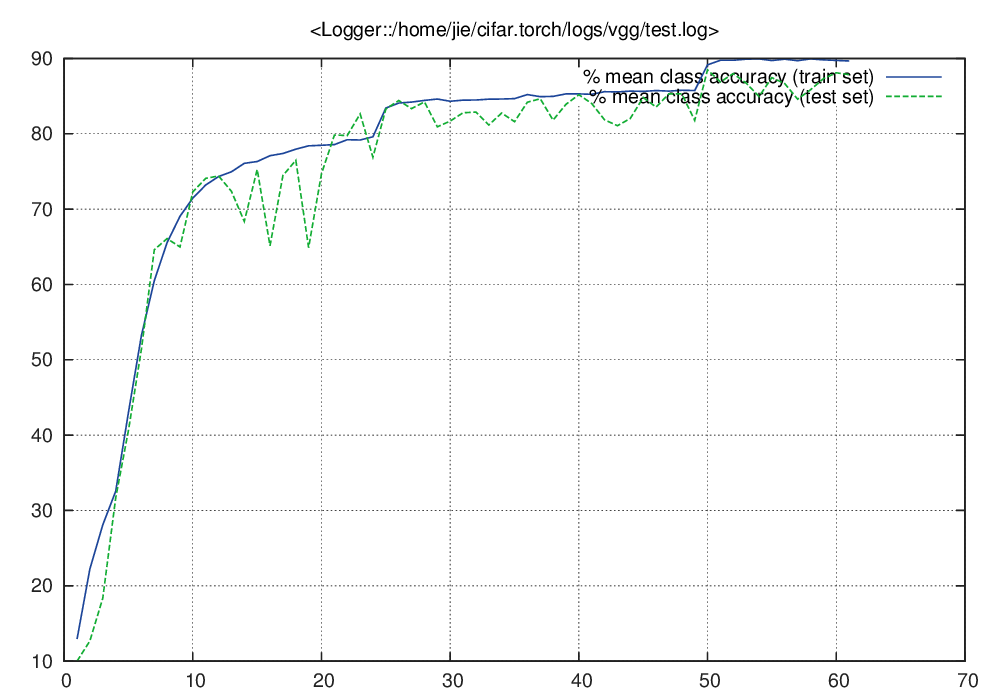 <Logger::/home/jie/cifar.torch/logs/vgg/test.log>
% mean class accuracy (train set)
% mean class accuracy (test set)
90
80
70
60
50
40
30
20
10
0 10 20 30 40 50 60 70